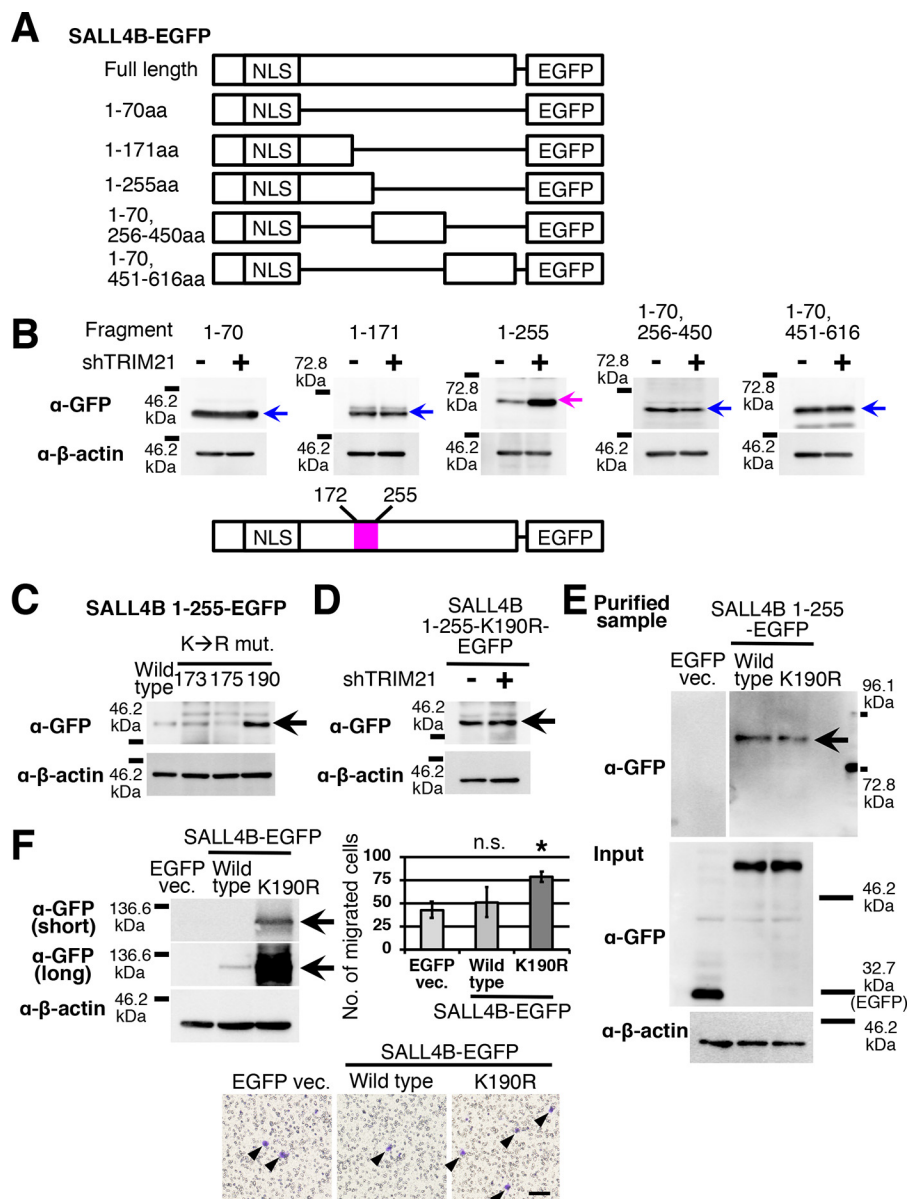 A
SALL4B-EGFP
Full length NLS EGFP
1-70aa NLS EGFP
1-171aa NLS EGFP
1-255aa NLS EGFP
1-70,
256-450aa NLS EGFP
1-70,
451-616aa NLS EGFP
B
Fragment 1-70 1-171 1-255 1-70, 256-450 1-70, 451-616
shTRIM21 - + - + - + - + - +
α-GFP 46.2 kDa 72.8 kDa 72.8 kDa 72.8 kDa 72.8 kDa
α-β-actin 46.2 kDa 46.2 kDa 46.2 kDa 46.2 kDa 46.2 kDa
172 255
NLS EGFP
C
SALL4B 1-255-EGFP
K→R mut.
Wild type 173 175 190
α-GFP 46.2 kDa
α-β-actin 46.2 kDa
D
SALL4B
1-255-K190R-
EGFP
shTRIM21 - +
α-GFP 46.2 kDa
α-β-actin 46.2 kDa
E
Purified
sample
SALL4B 1-255
-EGFP
EGFP vec. Wild type K190R
96.1 kDa
α-GFP
72.8 kDa
Input
46.2 kDa
α-GFP
32.7 kDa
(EGFP)
α-β-actin 46.2 kDa
F
SALL4B-EGFP
EGFP vec. Wild type K190R
α-GFP (short) 136.6 kDa
α-GFP (long) 136.6 kDa
α-β-actin 46.2 kDa
No. of migrated cells
100
75
50
25
0
n.s. *
EGFP vec. Wild type K190R
SALL4B-EGFP
SALL4B-EGFP
EGFP vec. Wild type K190R